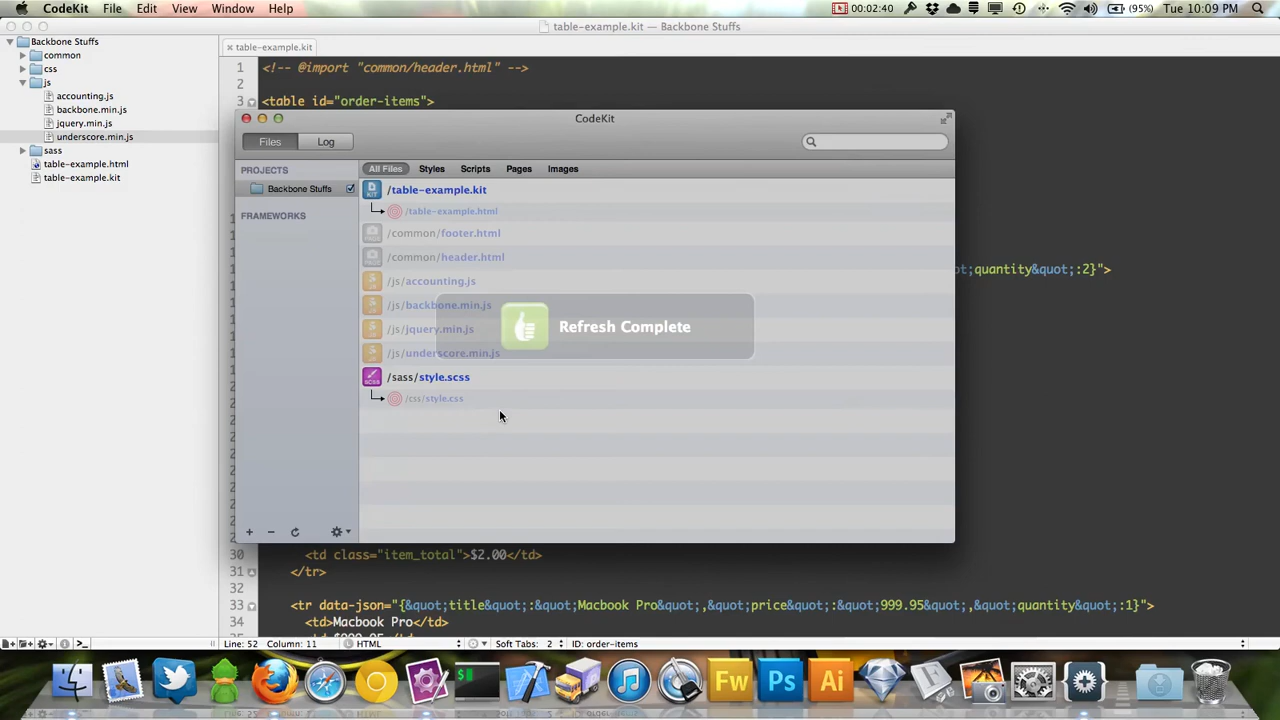 CodeKit File Edit View Window Help 00:02:40 (95%) Tue 10:09 PM
table-example.kit — Backbone Stuffs
Backbone Stuffs
common
css
js
accounting.js
backbone.min.js
jquery.min.js
underscore.min.js
sass
table-example.html
table-example.kit
table-example.kit
1 <!-- @import "common/header.html" -->
2
3 <table id="order-items">
CodeKit
Files Log
PROJECTS
Backbone Stuffs
FRAMEWORKS
All Files Styles Scripts Pages Images
/table-example.kit
/table-example.html
/common/footer.html
/common/header.html
/js/accounting.js
/js/backbone.min.js
/js/jquery.min.js
/js/underscore.min.js
/sass/style.scss
/css/style.css
Refresh Complete
;quantity&quot;:2}">
30 <td class="item_total">$2.00</td>
31 </tr>
32
33 <tr data-json="{&quot;title&quot;:&quot;Macbook Pro&quot;,&quot;price&quot;:&quot;999.95&quot;,&quot;quantity&quot;:1}">
34 <td>Macbook Pro</td>
Line: 52 Column: 11 HTML Soft Tabs: 2 ID: order-items
Fw Ps Ai